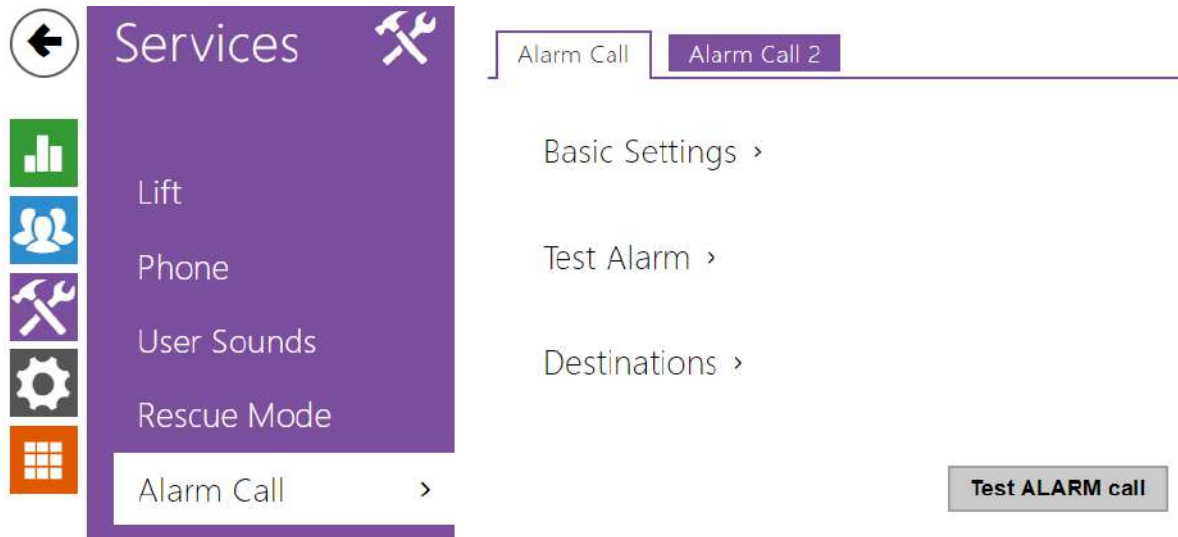 Services
Lift
Phone
User Sounds
Rescue Mode
Alarm Call ›
Alarm Call
Alarm Call 2
Basic Settings ›
Test Alarm ›
Destinations ›
Test ALARM call